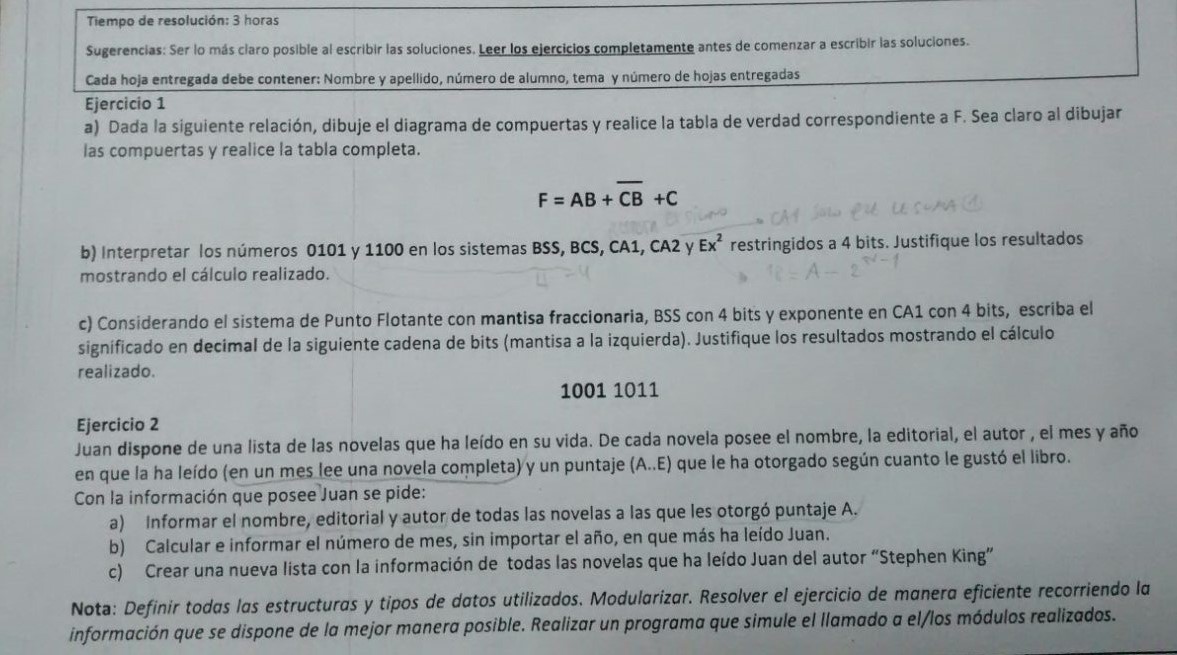 Tiempo de resolución: 3 horas
Sugerencias: Ser lo más claro posible al escribir las soluciones. Leer los ejercicios completamente antes de comenzar a escribir las soluciones.
Cada hoja entregada debe contener: Nombre y apellido, número de alumno, tema y número de hojas entregadas
Ejercicio 1
a) Dada la siguiente relación, dibuje el diagrama de compuertas y realice la tabla de verdad correspondiente a F. Sea claro al dibujar
las compuertas y realice la tabla completa.
F = AB + C̅B̅ +C
CA1 solo
b) Interpretar los números 0101 y 1100 en los sistemas BSS, BCS, CA1, CA2 y Ex² restringidos a 4 bits. Justifique los resultados
mostrando el cálculo realizado.
= A - 2^N-1
c) Considerando el sistema de Punto Flotante con mantisa fraccionaria, BSS con 4 bits y exponente en CA1 con 4 bits, escriba el
significado en decimal de la siguiente cadena de bits (mantisa a la izquierda). Justifique los resultados mostrando el cálculo
realizado.
1001 1011
Ejercicio 2
Juan dispone de una lista de las novelas que ha leído en su vida. De cada novela posee el nombre, la editorial, el autor , el mes y año
en que la ha leído (en un mes lee una novela completa) y un puntaje (A..E) que le ha otorgado según cuanto le gustó el libro.
Con la información que posee Juan se pide:
a) Informar el nombre, editorial y autor de todas las novelas a las que les otorgó puntaje A.
b) Calcular e informar el número de mes, sin importar el año, en que más ha leído Juan.
c) Crear una nueva lista con la información de todas las novelas que ha leído Juan del autor "Stephen King"
Nota: Definir todas las estructuras y tipos de datos utilizados. Modularizar. Resolver el ejercicio de manera eficiente recorriendo la
información que se dispone de la mejor manera posible. Realizar un programa que simule el llamado a el/los módulos realizados.